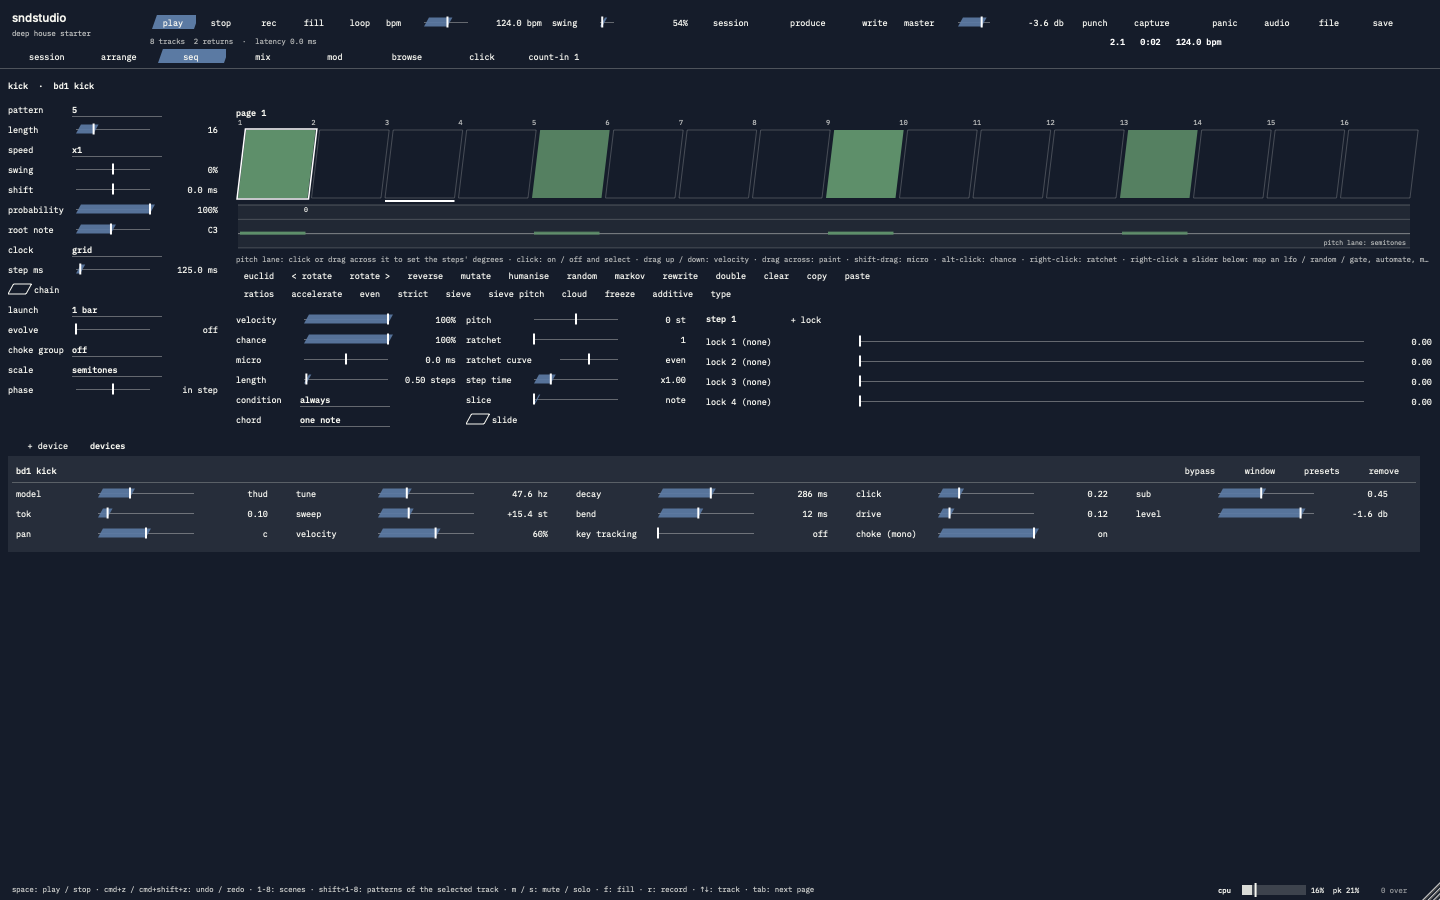 sndstudio play stop rec fill loop bpm 124.0 bpm swing 54% session produce write master -3.6 db punch capture panic audio file save
deep house starter
8 tracks 2 returns · latency 0.0 ms 2.1 0:02 124.0 bpm
session arrange seq mix mod browse click count-in 1
kick · bd1 kick
pattern 5
length 16
speed x1
swing 0%
shift 0.0 ms
probability 100%
root note C3
clock grid
step ms 125.0 ms
chain
launch 1 bar
evolve off
choke group off
scale semitones
phase in step
page 1
1 2 3 4 5 6 7 8 9 10 11 12 13 14 15 16
0
pitch lane: semitones
pitch lane: click or drag across it to set the steps' degrees · click: on / off and select · drag up / down: velocity · drag across: paint · shift-drag: micro · alt-click: chance · right-click: ratchet · right-click a slider below: map an lfo / random / gate, automate, m…
euclid < rotate rotate > reverse mutate humanise random markov rewrite double clear copy paste
ratios accelerate even strict sieve sieve pitch cloud freeze additive type
velocity 100% pitch 0 st step 1 + lock
chance 100% ratchet 1 lock 1 (none) 0.00
micro 0.0 ms ratchet curve even lock 2 (none) 0.00
length 0.50 steps step time x1.00 lock 3 (none) 0.00
condition always slice note lock 4 (none) 0.00
chord one note slide
+ device devices
bd1 kick bypass window presets remove
model thud tune 47.6 hz decay 286 ms click 0.22 sub 0.45
tok 0.10 sweep +15.4 st bend 12 ms drive 0.12 level -1.6 db
pan c velocity 60% key tracking off choke (mono) on
space: play / stop · cmd+z / cmd+shift+z: undo / redo · 1-8: scenes · shift+1-8: patterns of the selected track · m / s: mute / solo · f: fill · r: record · ↑↓: track · tab: next page cpu 16% pk 21% 0 over